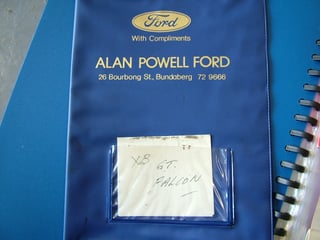 Ford
With Compliments
ALAN POWELL FORD
26 Bourbong St., Bundaberg 72 9666
XB GT.
FALCON